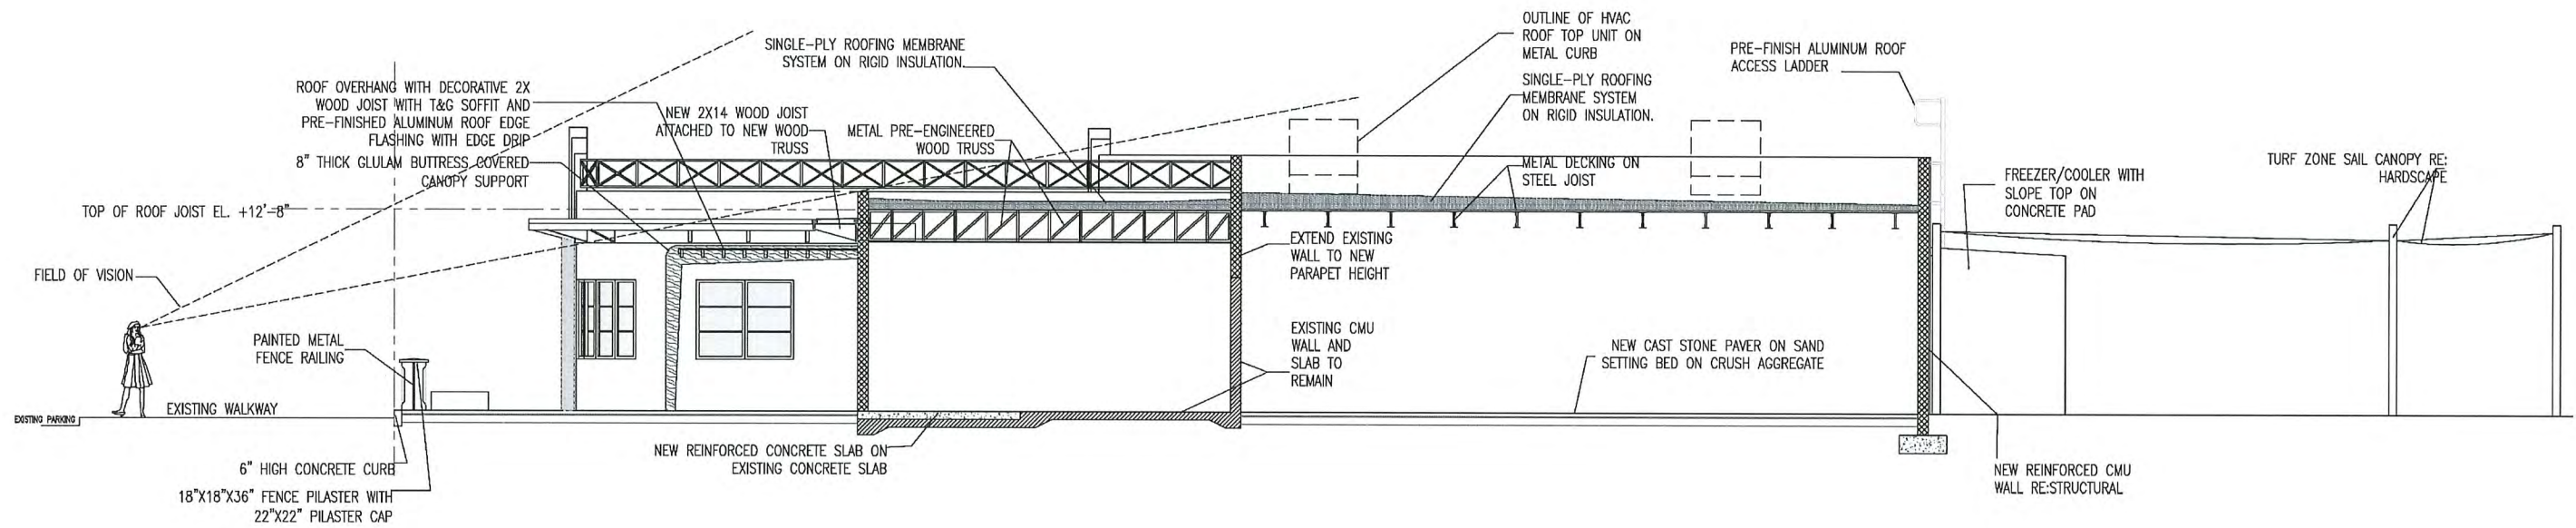 OUTLINE OF HVAC
ROOF TOP UNIT ON
METAL CURB
SINGLE-PLY ROOFING MEMBRANE
SYSTEM ON RIGID INSULATION.
PRE-FINISH ALUMINUM ROOF
ACCESS LADDER
ROOF OVERHANG WITH DECORATIVE 2X
WOOD JOIST WITH T&G SOFFIT AND
PRE-FINISHED ALUMINUM ROOF EDGE
FLASHING WITH EDGE DRIP
SINGLE-PLY ROOFING
MEMBRANE SYSTEM
ON RIGID INSULATION.
NEW 2X14 WOOD JOIST
ATTACHED TO NEW WOOD
TRUSS
METAL PRE-ENGINEERED
WOOD TRUSS
8" THICK GLULAM BUTTRESS COVERED
CANOPY SUPPORT
METAL DECKING ON
STEEL JOIST
TURF ZONE SAIL CANOPY RE:
HARDSCAPE
FREEZER/COOLER WITH
SLOPE TOP ON
CONCRETE PAD
TOP OF ROOF JOIST EL. +12'-8"
EXTEND EXISTING
WALL TO NEW
PARAPET HEIGHT
FIELD OF VISION
PAINTED METAL
FENCE RAILING
EXISTING CMU
WALL AND
SLAB TO
REMAIN
NEW CAST STONE PAVER ON SAND
SETTING BED ON CRUSH AGGREGATE
EXISTING WALKWAY
EXISTING PARKING
NEW REINFORCED CONCRETE SLAB ON
EXISTING CONCRETE SLAB
6" HIGH CONCRETE CURB
NEW REINFORCED CMU
WALL RE:STRUCTURAL
18"X18"X36" FENCE PILASTER WITH
22"X22" PILASTER CAP